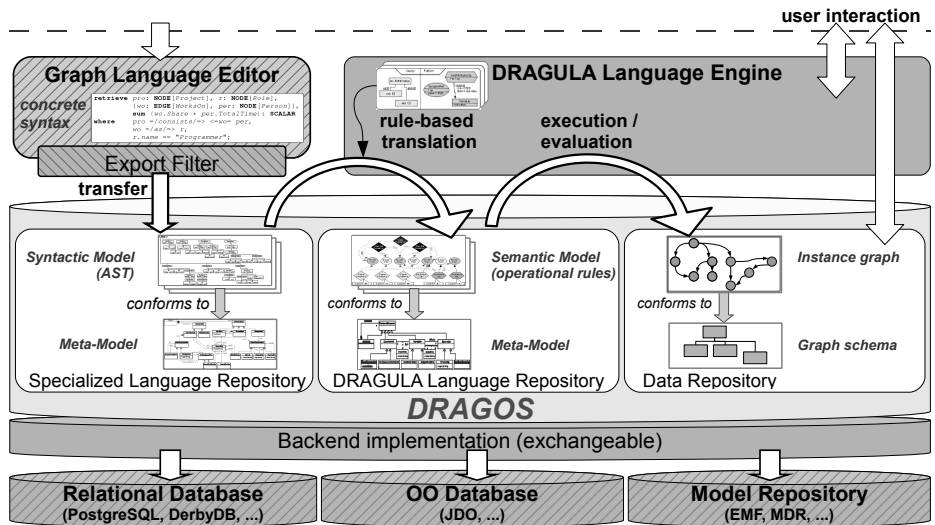 user interaction
Graph Language Editor
concrete
syntax
retrieve pro: NODE[Project], r: NODE[Role],
[wo: EDGE[WorksOn], per: NODE[Person]],
sum (wo.Share * per.TotalTime): SCALAR
where pro =/consists/=> <=wo= per,
wo =/as/=> r,
r.name == "Programmer";
Export Filter
transfer
DRAGULA Language Engine
rule-based
translation
execution /
evaluation
Syntactic Model
(AST)
conforms to
Meta-Model
Specialized Language Repository
Semantic Model
(operational rules)
conforms to
Meta-Model
DRAGULA Language Repository
Instance graph
conforms to
Graph schema
Data Repository
DRAGOS
Backend implementation (exchangeable)
Relational Database
(PostgreSQL, DerbyDB, ...)
OO Database
(JDO, ...)
Model Repository
(EMF, MDR, ...)